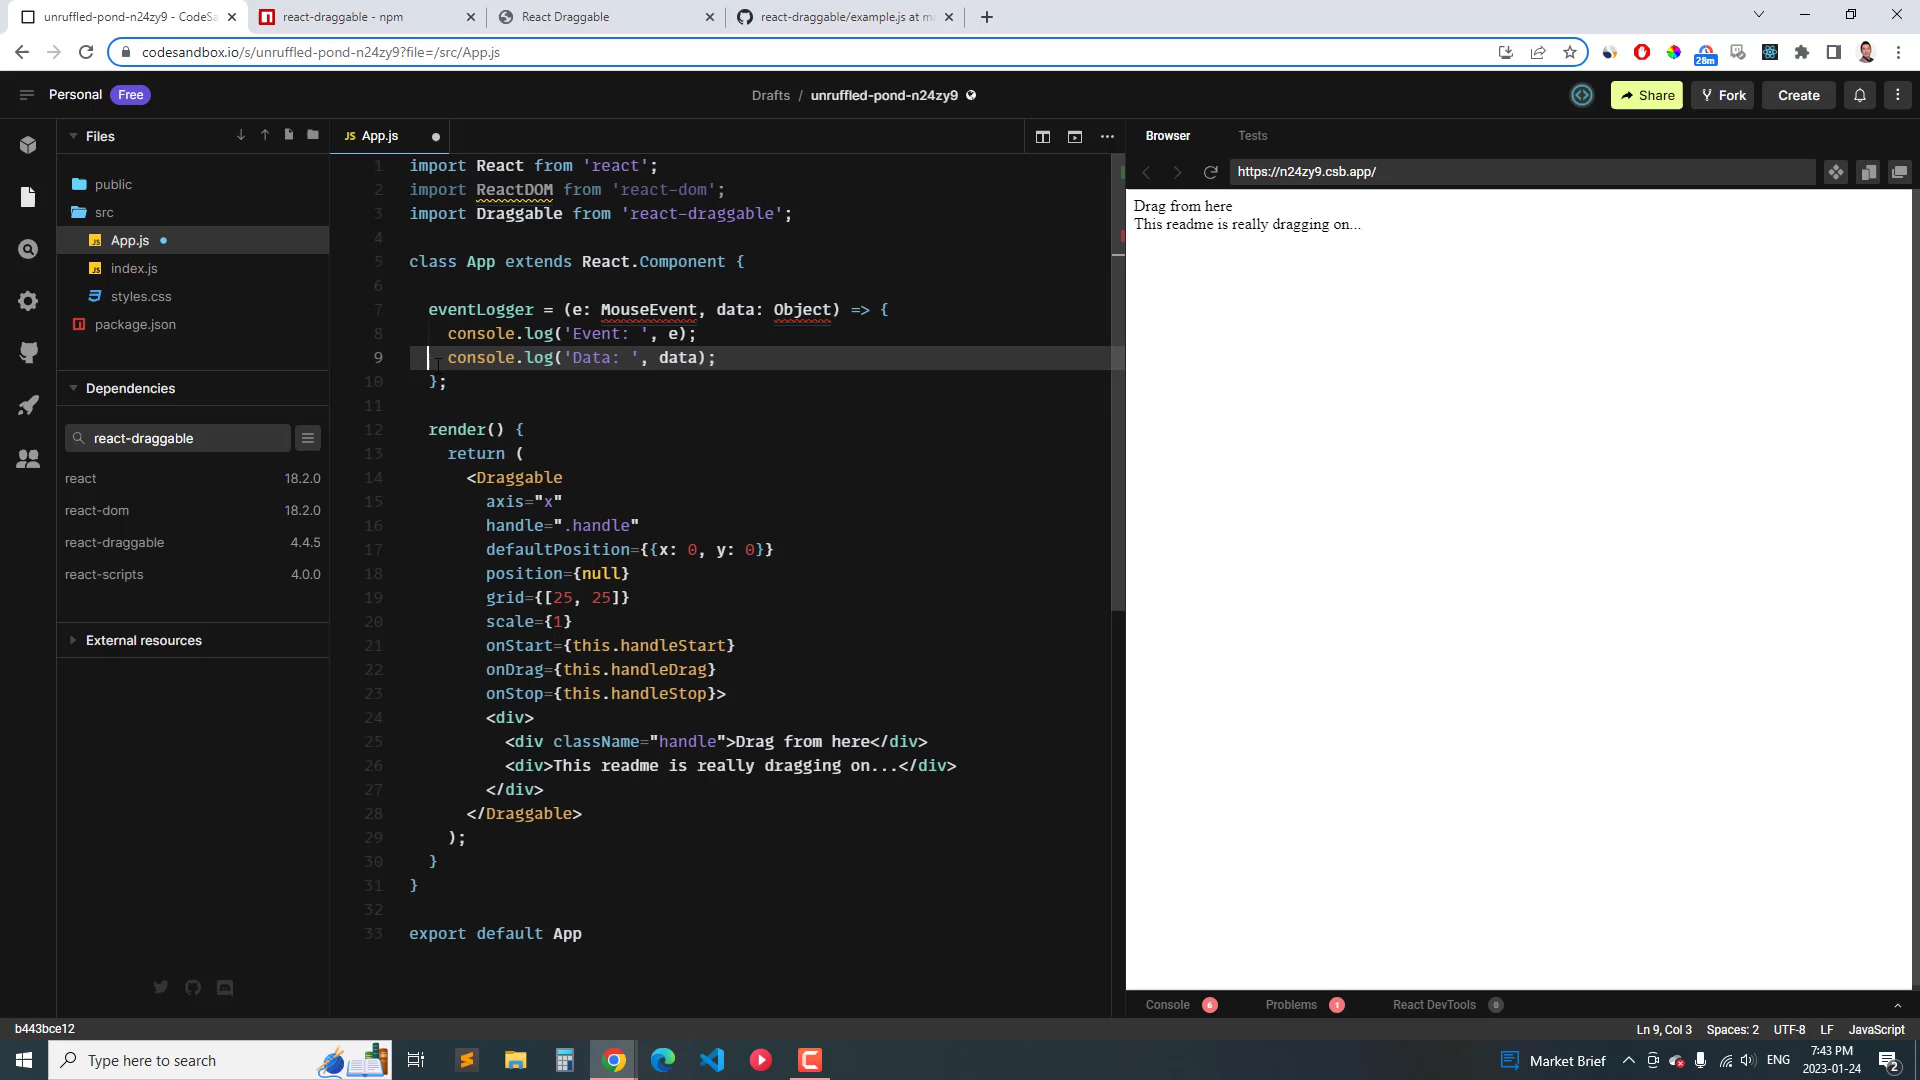 unruffled-pond-n24zy9 - CodeSa
react-draggable - npm
React Draggable
react-draggable/example.js at ma
codesandbox.io/s/unruffled-pond-n24zy9?file=/src/App.js
28m
Personal Free
Drafts / unruffled-pond-n24zy9
Share
Fork
Create
Files
public
src
JS App.js
JS index.js
styles.css
package.json
Dependencies
react-draggable
react 18.2.0
react-dom 18.2.0
react-draggable 4.4.5
react-scripts 4.0.0
External resources
JS App.js
1 import React from 'react';
2 import ReactDOM from 'react-dom';
3 import Draggable from 'react-draggable';
4
5 class App extends React.Component {
6
7 eventLogger = (e: MouseEvent, data: Object) => {
8 console.log('Event: ', e);
9 console.log('Data: ', data);
10 };
11
12 render() {
13 return (
14 <Draggable
15 axis="x"
16 handle=".handle"
17 defaultPosition={{x: 0, y: 0}}
18 position={null}
19 grid={[25, 25]}
20 scale={1}
21 onStart={this.handleStart}
22 onDrag={this.handleDrag}
23 onStop={this.handleStop}>
24 <div>
25 <div className="handle">Drag from here</div>
26 <div>This readme is really dragging on...</div>
27 </div>
28 </Draggable>
29 );
30 }
31 }
32
33 export default App
Browser Tests
https://n24zy9.csb.app/
Drag from here
This readme is really dragging on...
Console 6 Problems 1 React DevTools 0
b443bce12
Ln 9, Col 3 Spaces: 2 UTF-8 LF JavaScript
Type here to search
Market Brief
ENG
7:43 PM
2023-01-24
2